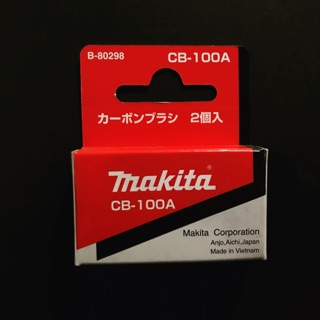 B-80298 CB-100A
カーボンブラシ 2個入
makita
CB-100A
Makita Corporation
Anjo,Aichi,Japan
Made in Vietnam